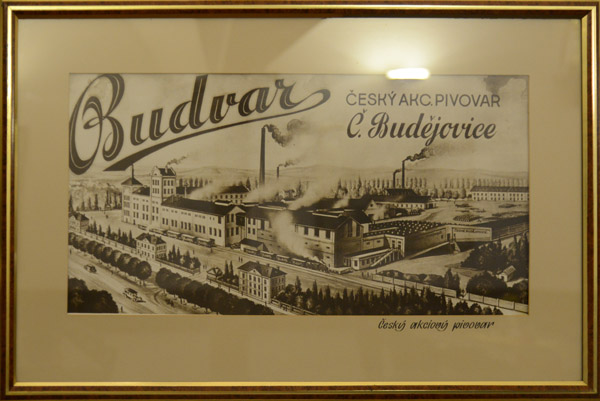 Budvar
ČESKÝ AKC. PIVOVAR
Č. Budějovice
Český akciový pivovar